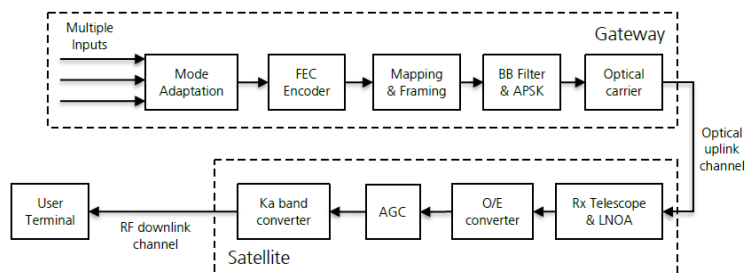 Multiple
Inputs
Gateway
Mode
Adaptation
FEC
Encoder
Mapping
& Framing
BB Filter
& APSK
Optical
carrier
Optical
uplink
channel
User
Terminal
RF downlink
channel
Ka band
converter
AGC
O/E
converter
Rx Telescope
& LNOA
Satellite